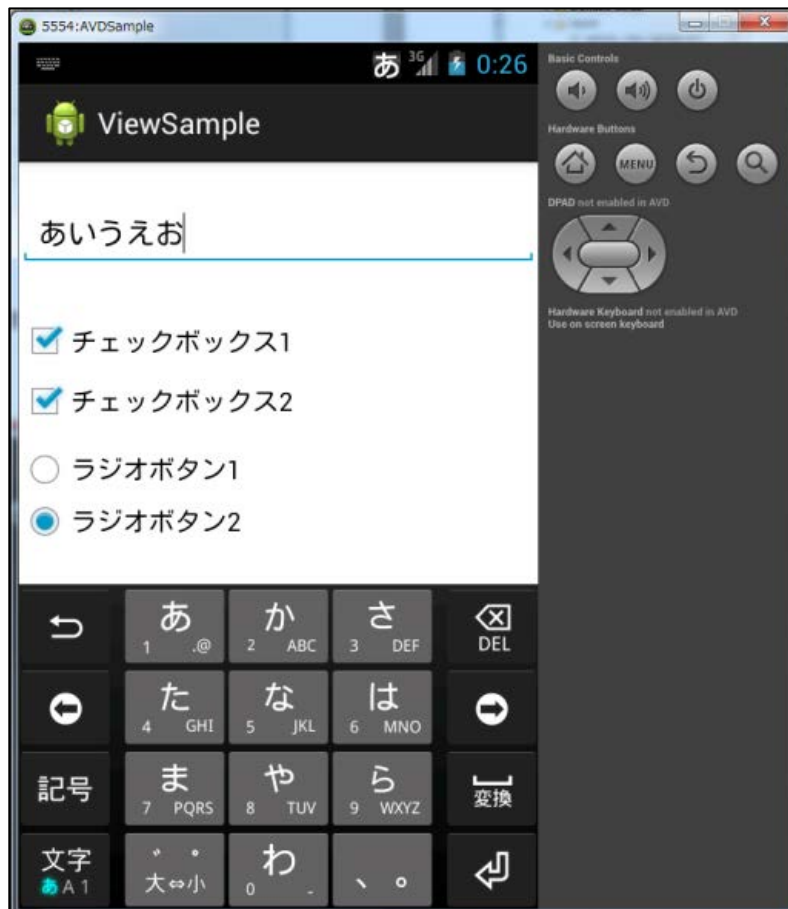 5554:AVDSample
あ 3G 0:26
ViewSample
あいうえお
チェックボックス1
チェックボックス2
ラジオボタン1
ラジオボタン2
あ
1 .@
か
2 ABC
さ
3 DEF
DEL
た
4 GHI
な
5 JKL
は
6 MNO
記号
ま
7 PQRS
や
8 TUV
ら
9 WXYZ
変換
文字
あ A 1
゛ ゜
大⇔小
わ
0 -
、 。
Basic Controls
Hardware Buttons
MENU
DPAD not enabled in AVD
Hardware Keyboard not enabled in AVD
Use on screen keyboard